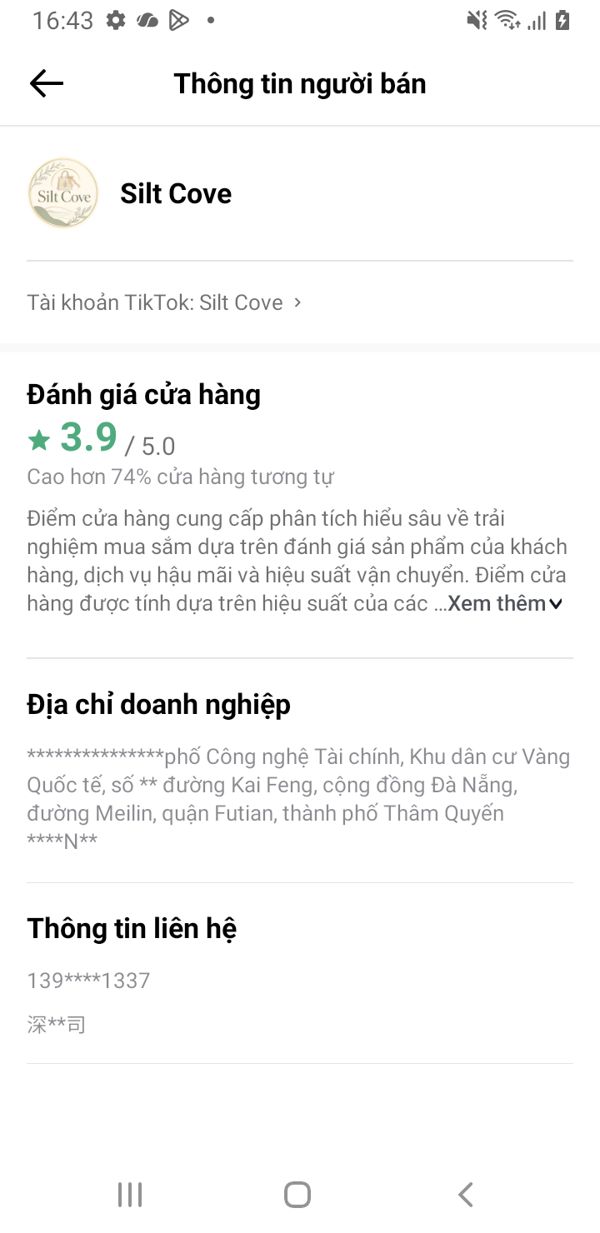 16:43
Thông tin người bán
Silt Cove
Silt Cove
Tài khoản TikTok: Silt Cove >
Đánh giá cửa hàng
3.9 / 5.0
Cao hơn 74% cửa hàng tương tự
Điểm cửa hàng cung cấp phân tích hiểu sâu về trải
nghiệm mua sắm dựa trên đánh giá sản phẩm của khách
hàng, dịch vụ hậu mãi và hiệu suất vận chuyển. Điểm cửa
hàng được tính dựa trên hiệu suất của các ...Xem thêm
Địa chỉ doanh nghiệp
***************phố Công nghệ Tài chính, Khu dân cư Vàng
Quốc tế, số ** đường Kai Feng, cộng đồng Đà Nẵng,
đường Meilin, quận Futian, thành phố Thâm Quyến
****N**
Thông tin liên hệ
139****1337
深**司